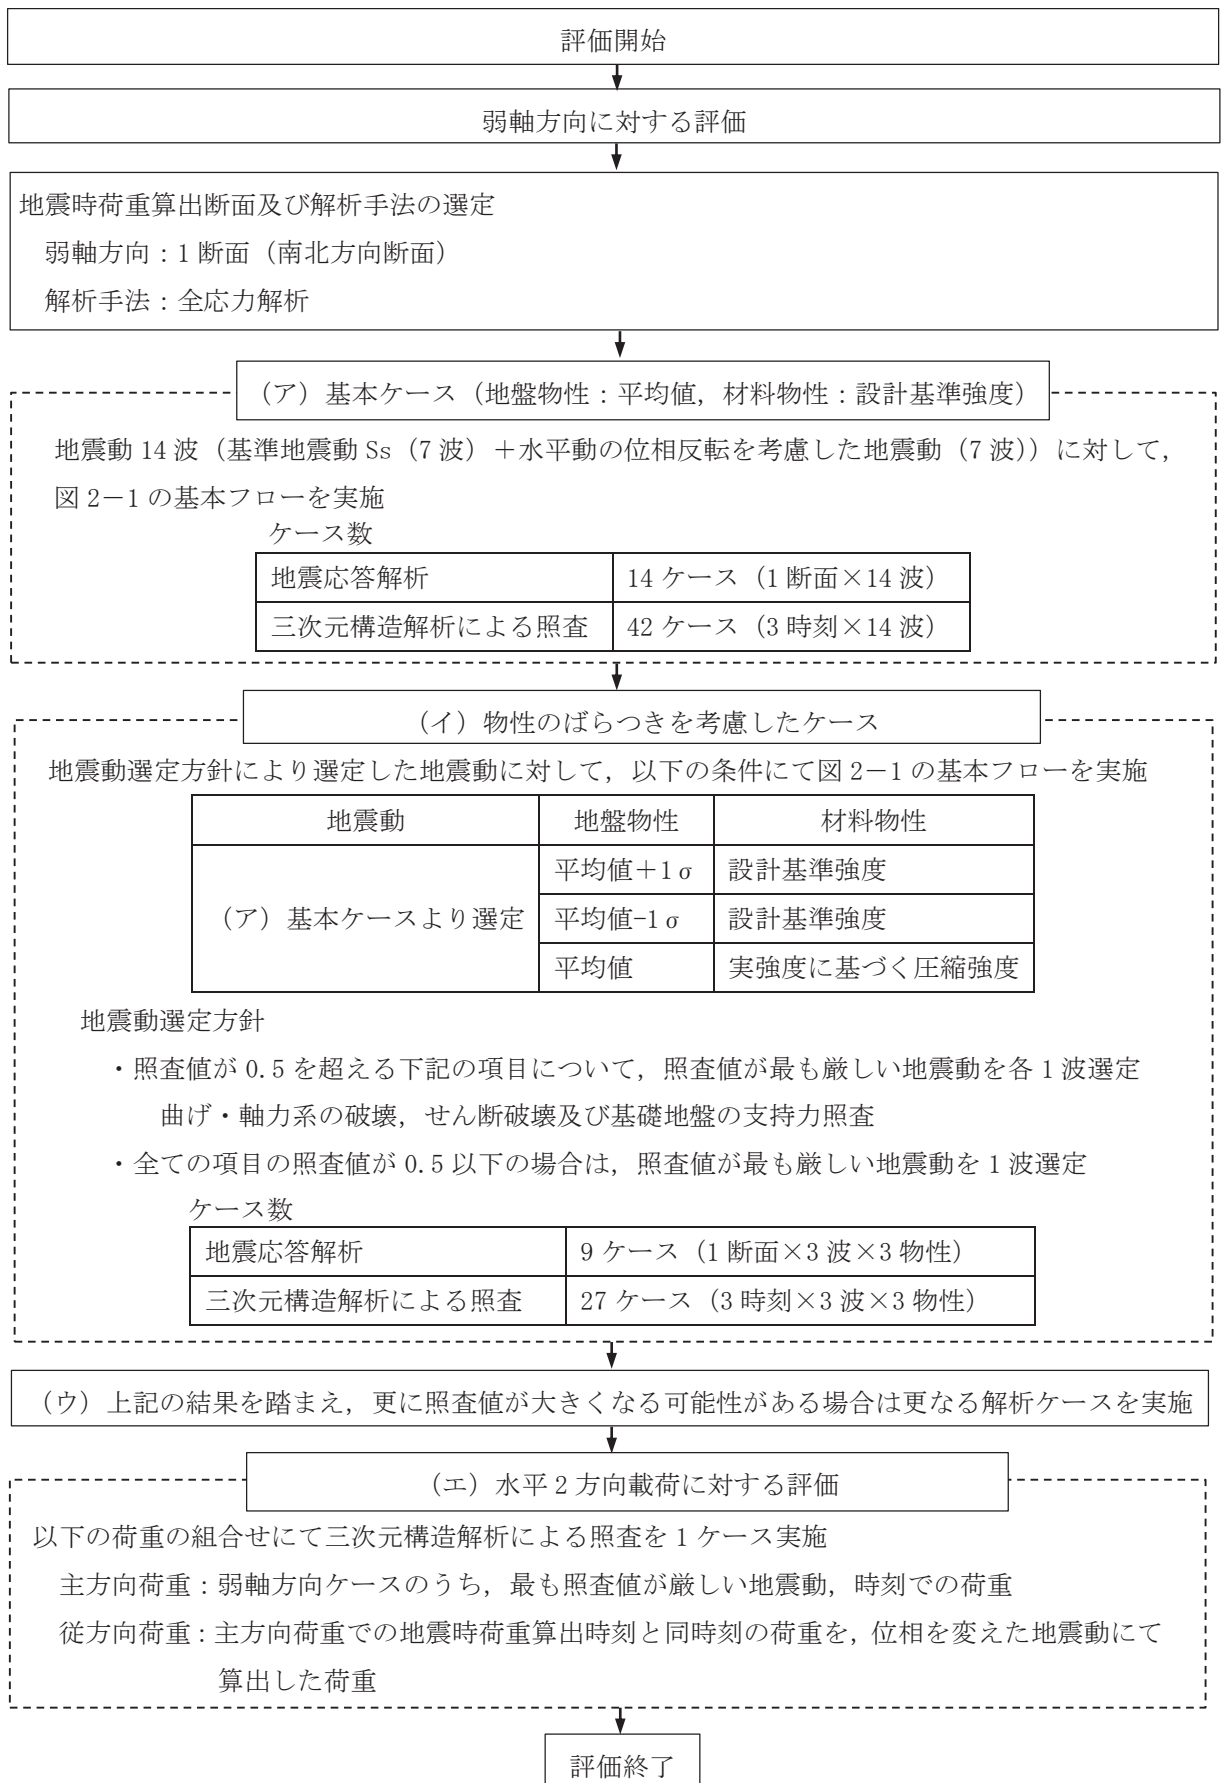 評価開始
弱軸方向に対する評価
地震時荷重算出断面及び解析手法の選定
弱軸方向：1断面（南北方向断面）
解析手法：全応力解析
（ア）基本ケース（地盤物性：平均値，材料物性：設計基準強度）
地震動14波（基準地震動Ss（7波）＋水平動の位相反転を考慮した地震動（7波））に対して，
図2－1の基本フローを実施
ケース数
地震応答解析 14ケース（1断面×14波）
三次元構造解析による照査 42ケース（3時刻×14波）
（イ）物性のばらつきを考慮したケース
地震動選定方針により選定した地震動に対して，以下の条件にて図2－1の基本フローを実施
地震動 地盤物性 材料物性
（ア）基本ケースより選定
平均値＋1σ 設計基準強度
平均値-1σ 設計基準強度
平均値 実強度に基づく圧縮強度
地震動選定方針
・照査値が0.5を超える下記の項目について，照査値が最も厳しい地震動を各1波選定
曲げ・軸力系の破壊，せん断破壊及び基礎地盤の支持力照査
・全ての項目の照査値が0.5以下の場合は，照査値が最も厳しい地震動を1波選定
ケース数
地震応答解析 9ケース（1断面×3波×3物性）
三次元構造解析による照査 27ケース（3時刻×3波×3物性）
（ウ）上記の結果を踏まえ，更に照査値が大きくなる可能性がある場合は更なる解析ケースを実施
（エ）水平2方向載荷に対する評価
以下の荷重の組合せにて三次元構造解析による照査を1ケース実施
主方向荷重：弱軸方向ケースのうち，最も照査値が厳しい地震動，時刻での荷重
従方向荷重：主方向荷重での地震時荷重算出時刻と同時刻の荷重を，位相を変えた地震動にて
算出した荷重
評価終了